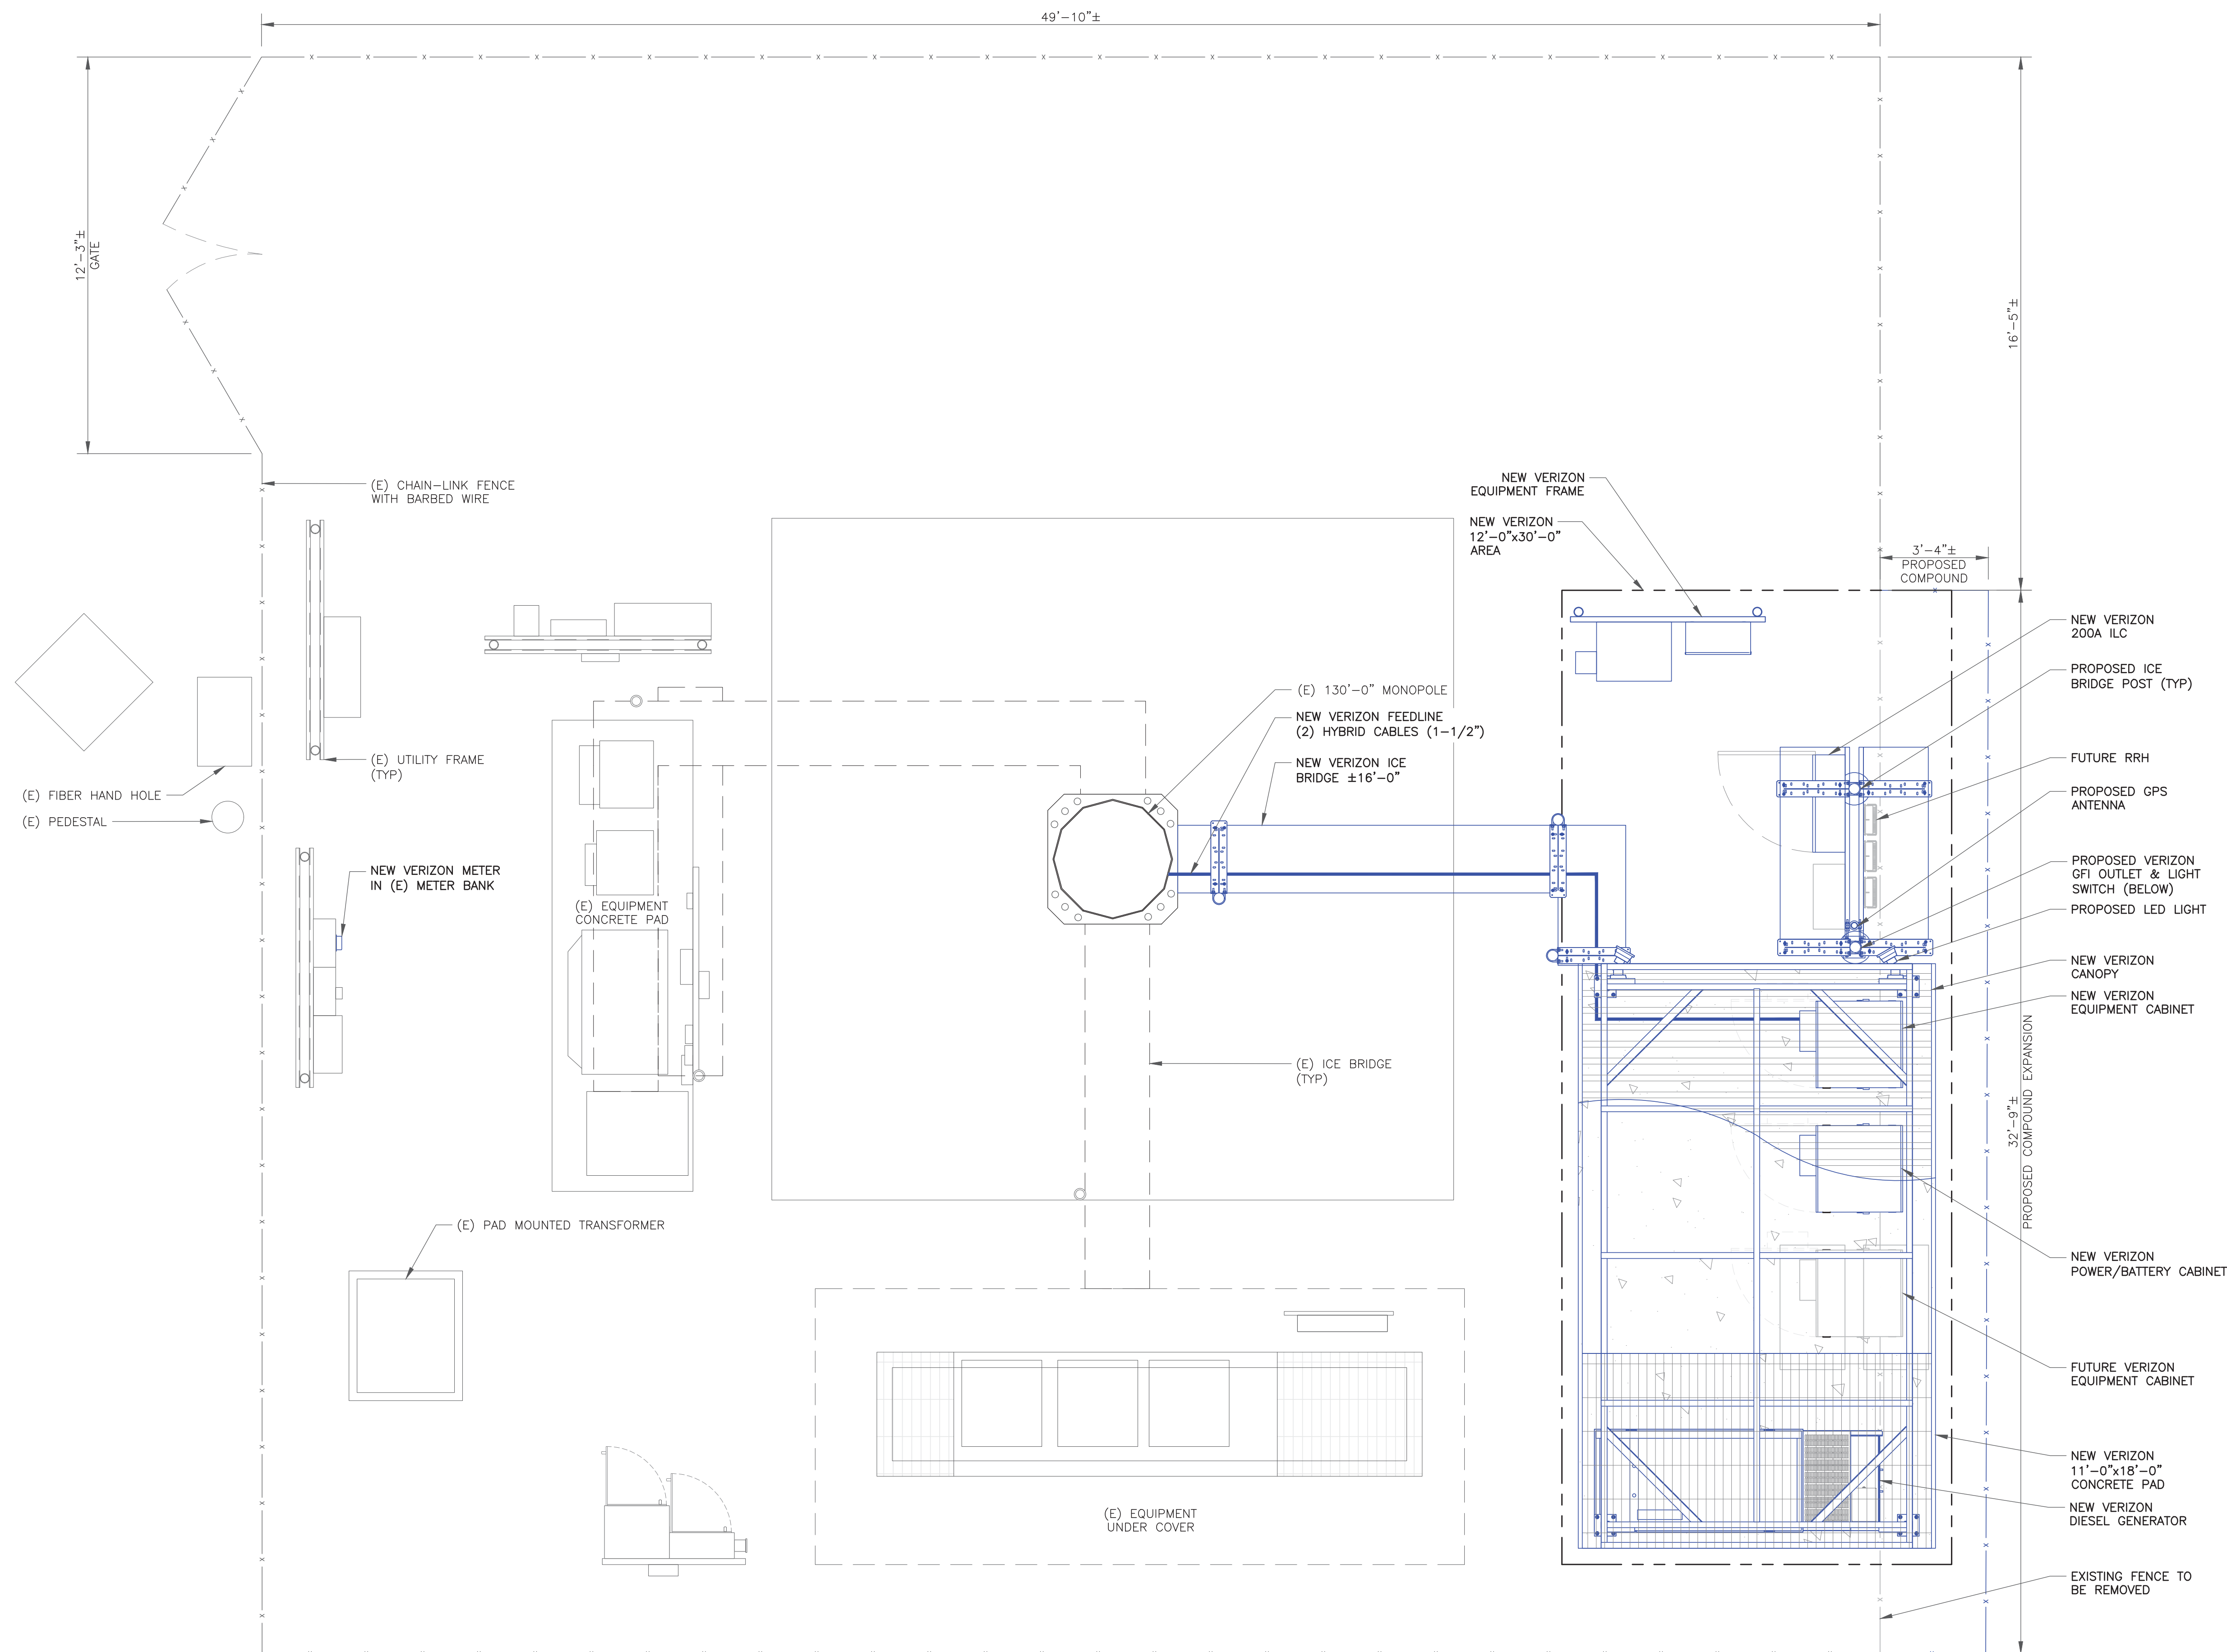 49'-10"±
12'-3"±
GATE
16'-5"±
(E) CHAIN-LINK FENCE
WITH BARBED WIRE
NEW VERIZON
EQUIPMENT FRAME
NEW VERIZON
12'-0"x30'-0"
AREA
3'-4"±
PROPOSED
COMPOUND
NEW VERIZON
200A ILC
PROPOSED ICE
BRIDGE POST (TYP)
(E) 130'-0" MONOPOLE
NEW VERIZON FEEDLINE
(2) HYBRID CABLES (1-1/2")
NEW VERIZON ICE
BRIDGE ±16'-0"
(E) UTILITY FRAME
(TYP)
(E) FIBER HAND HOLE
(E) PEDESTAL
FUTURE RRH
PROPOSED GPS
ANTENNA
NEW VERIZON METER
IN (E) METER BANK
(E) EQUIPMENT
CONCRETE PAD
PROPOSED VERIZON
GFI OUTLET & LIGHT
SWITCH (BELOW)
PROPOSED LED LIGHT
NEW VERIZON
CANOPY
NEW VERIZON
EQUIPMENT CABINET
(E) ICE BRIDGE
(TYP)
32'-9"±
PROPOSED COMPOUND EXPANSION
(E) PAD MOUNTED TRANSFORMER
NEW VERIZON
POWER/BATTERY CABINET
FUTURE VERIZON
EQUIPMENT CABINET
NEW VERIZON
11'-0"x18'-0"
CONCRETE PAD
(E) EQUIPMENT
UNDER COVER
NEW VERIZON
DIESEL GENERATOR
EXISTING FENCE TO
BE REMOVED